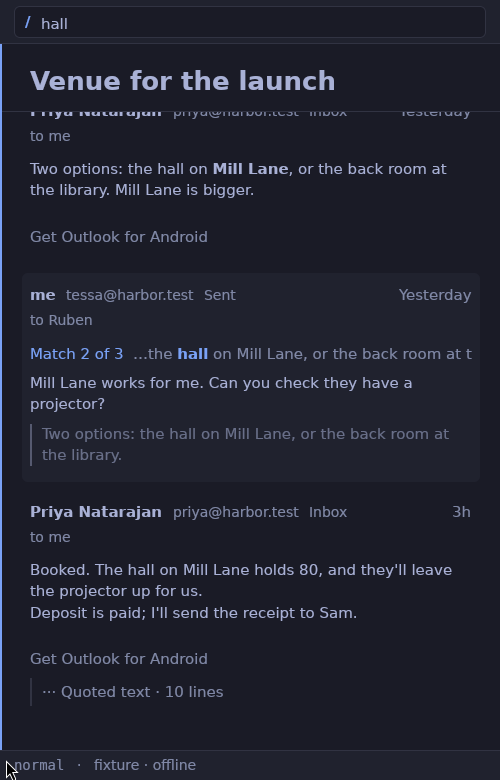 / hall
Venue for the launch
Priya Natarajan priya@harbor.test Inbox Yesterday
to me
Two options: the hall on Mill Lane, or the back room at
the library. Mill Lane is bigger.
Get Outlook for Android
me tessa@harbor.test Sent Yesterday
to Ruben
Match 2 of 3 …the hall on Mill Lane, or the back room at t
Mill Lane works for me. Can you check they have a
projector?
Two options: the hall on Mill Lane, or the back room at
the library.
Priya Natarajan priya@harbor.test Inbox 3h
to me
Booked. The hall on Mill Lane holds 80, and they'll leave
the projector up for us.
Deposit is paid; I'll send the receipt to Sam.
Get Outlook for Android
··· Quoted text · 10 lines
normal · fixture · offline